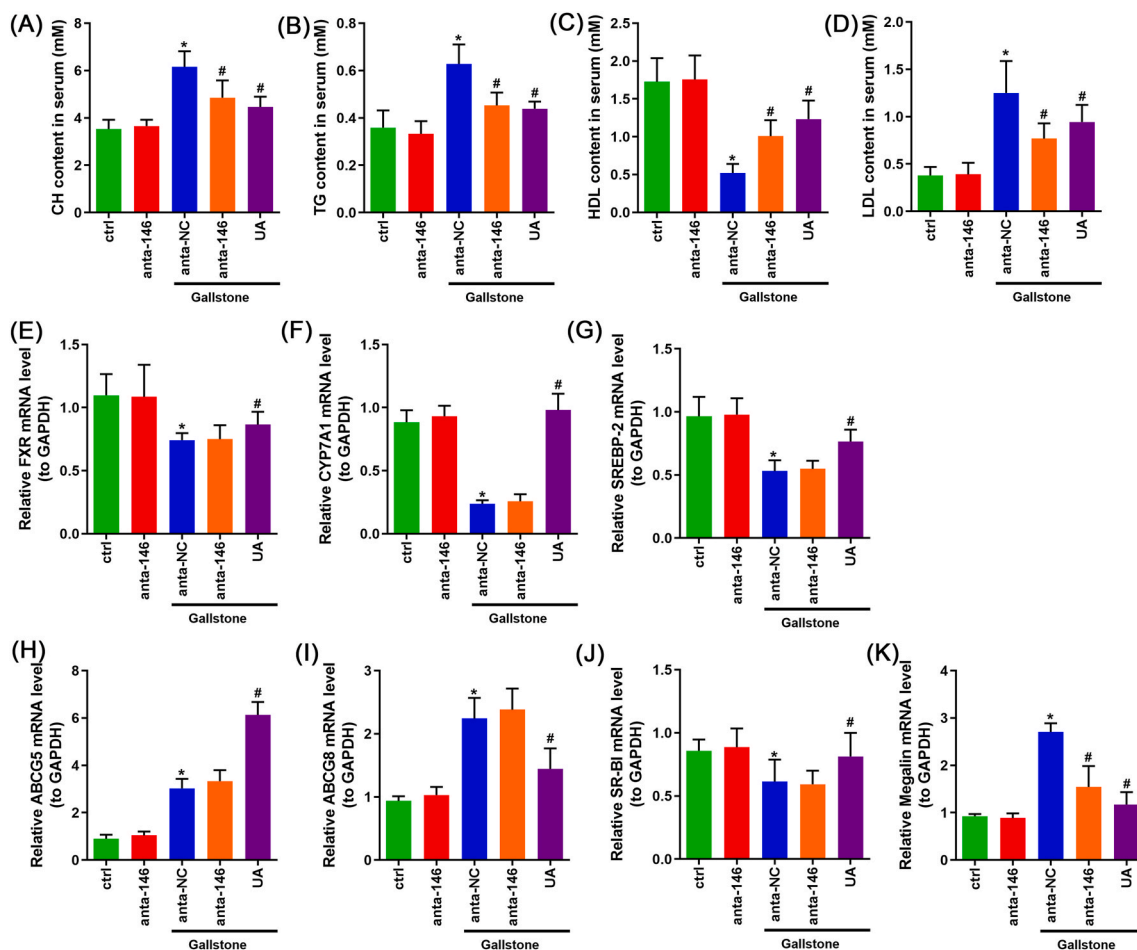 (A)
CH content in serum (mM)
8
6
4
2
0
*
#
#
ctrl
anta-146
anta-NC
anta-146
UA
Gallstone
(B)
TG content in serum (mM)
0.8
0.6
0.4
0.2
0.0
*
#
#
ctrl
anta-146
anta-NC
anta-146
UA
Gallstone
(C)
HDL content in serum (mM)
2.5
2.0
1.5
1.0
0.5
0.0
*
#
#
ctrl
anta-146
anta-NC
anta-146
UA
Gallstone
(D)
LDL content in serum (mM)
2.0
1.5
1.0
0.5
0.0
*
#
#
ctrl
anta-146
anta-NC
anta-146
UA
Gallstone
(E)
Relative FXR mRNA level
(to GAPDH)
1.5
1.0
0.5
0.0
*
#
ctrl
anta-146
anta-NC
anta-146
UA
Gallstone
(F)
Relative CYP7A1 mRNA level
(to GAPDH)
1.5
1.0
0.5
0.0
*
#
ctrl
anta-146
anta-NC
anta-146
UA
Gallstone
(G)
Relative SREBP-2 mRNA level
(to GAPDH)
1.5
1.0
0.5
0.0
*
#
ctrl
anta-146
anta-NC
anta-146
UA
Gallstone
(H)
Relative ABCG5 mRNA level
(to GAPDH)
8
6
4
2
0
*
#
ctrl
anta-146
anta-NC
anta-146
UA
Gallstone
(I)
Relative ABCG8 mRNA level
(to GAPDH)
3
2
1
0
*
#
ctrl
anta-146
anta-NC
anta-146
UA
Gallstone
(J)
Relative SR-BI mRNA level
(to GAPDH)
1.5
1.0
0.5
0.0
*
#
ctrl
anta-146
anta-NC
anta-146
UA
Gallstone
(K)
Relative Megalin mRNA level
(to GAPDH)
4
3
2
1
0
*
#
#
ctrl
anta-146
anta-NC
anta-146
UA
Gallstone